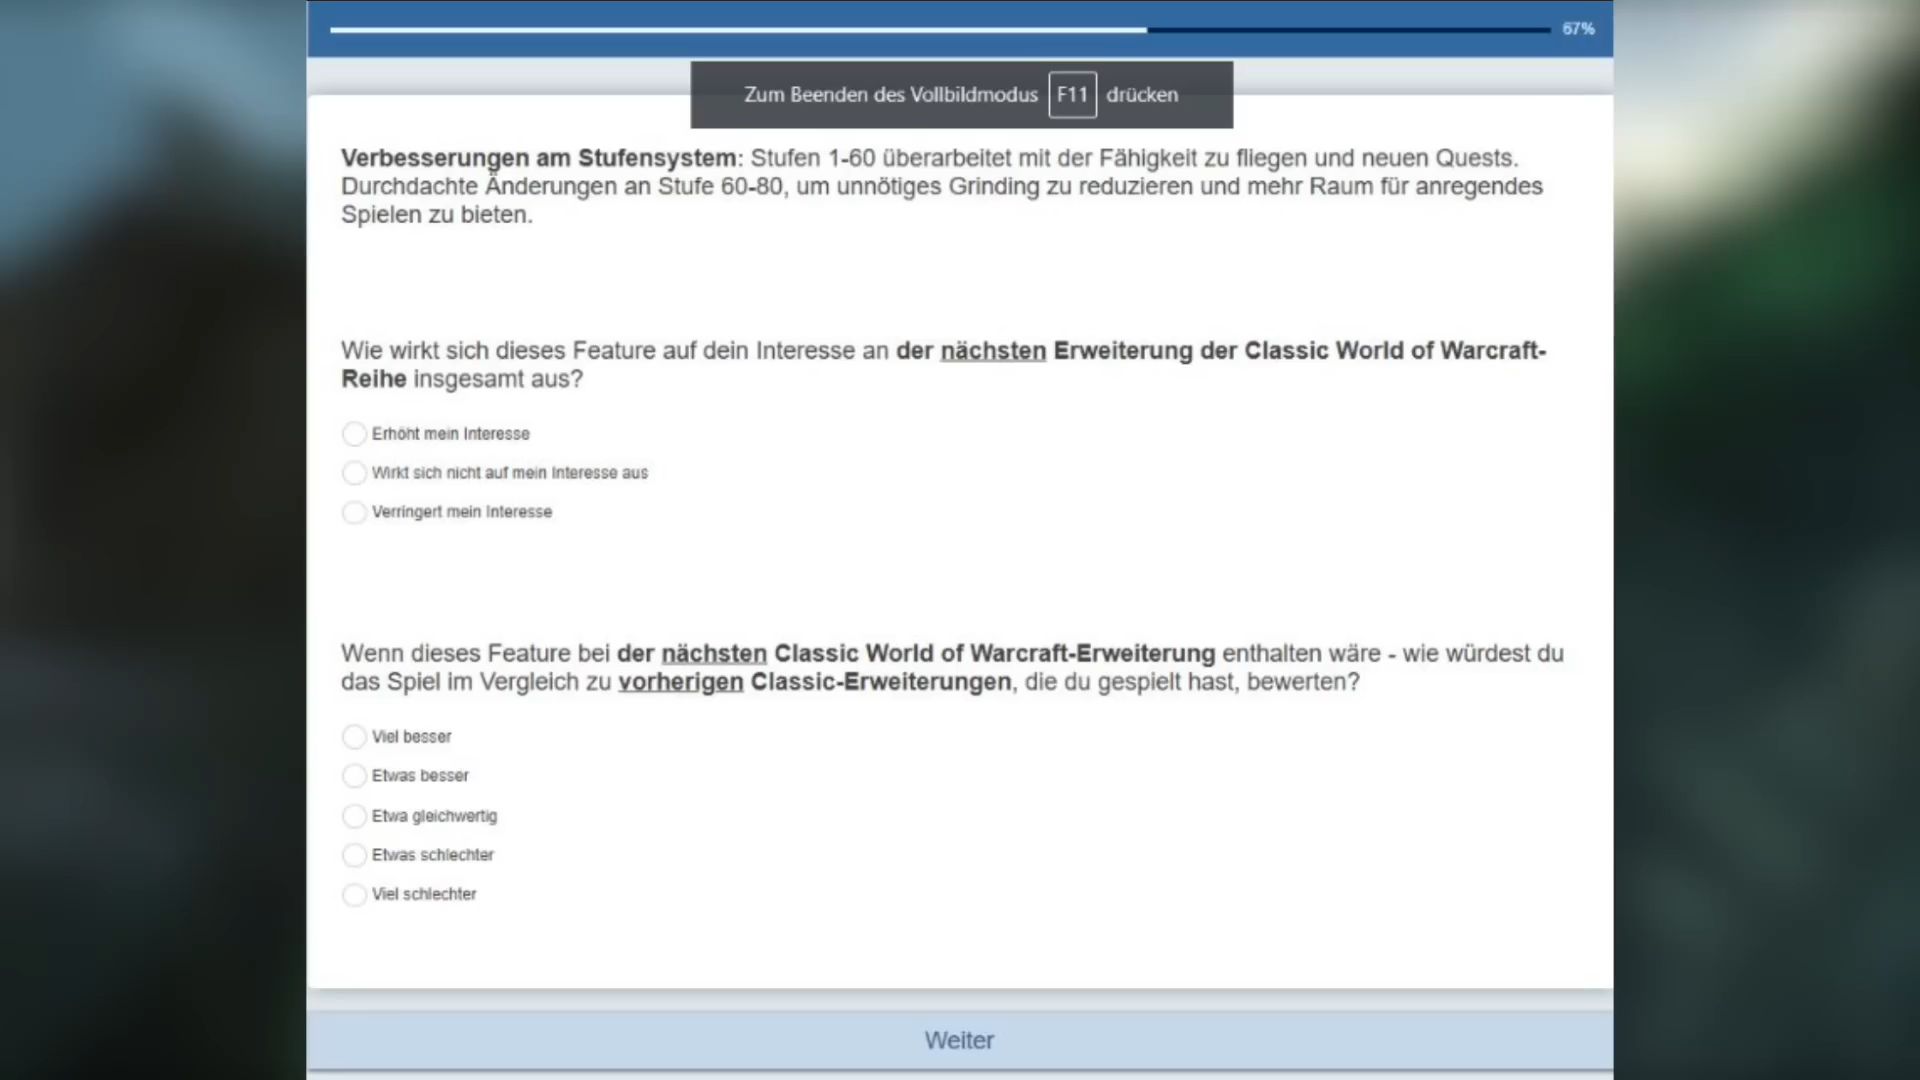 67%
Zum Beenden des Vollbildmodus F11 drücken
Verbesserungen am Stufensystem: Stufen 1-60 überarbeitet mit der Fähigkeit zu fliegen und neuen Quests.
Durchdachte Änderungen an Stufe 60-80, um unnötiges Grinding zu reduzieren und mehr Raum für anregendes
Spielen zu bieten.
Wie wirkt sich dieses Feature auf dein Interesse an der nächsten Erweiterung der Classic World of Warcraft-
Reihe insgesamt aus?
Erhöht mein Interesse
Wirkt sich nicht auf mein Interesse aus
Verringert mein Interesse
Wenn dieses Feature bei der nächsten Classic World of Warcraft-Erweiterung enthalten wäre - wie würdest du
das Spiel im Vergleich zu vorherigen Classic-Erweiterungen, die du gespielt hast, bewerten?
Viel besser
Etwas besser
Etwa gleichwertig
Etwas schlechter
Viel schlechter
Weiter